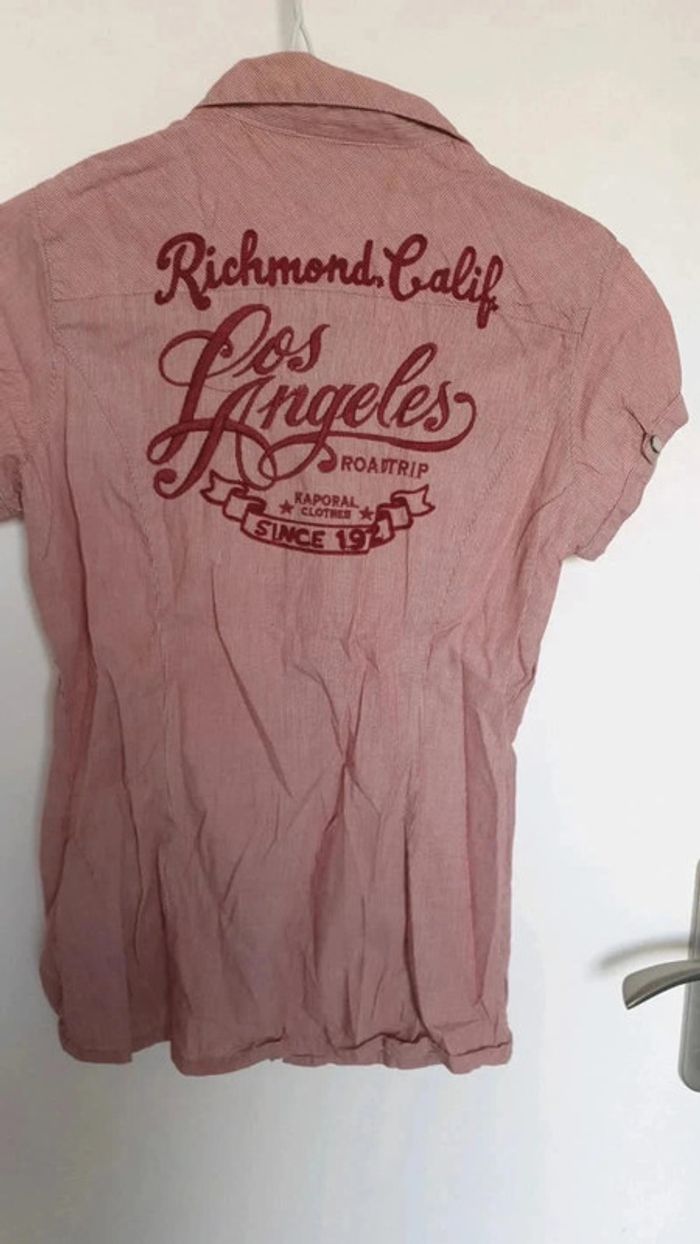 Richmond, Calif.
Los
Angeles
ROADTRIP
KAPORAL
CLOTHES
SINCE 192